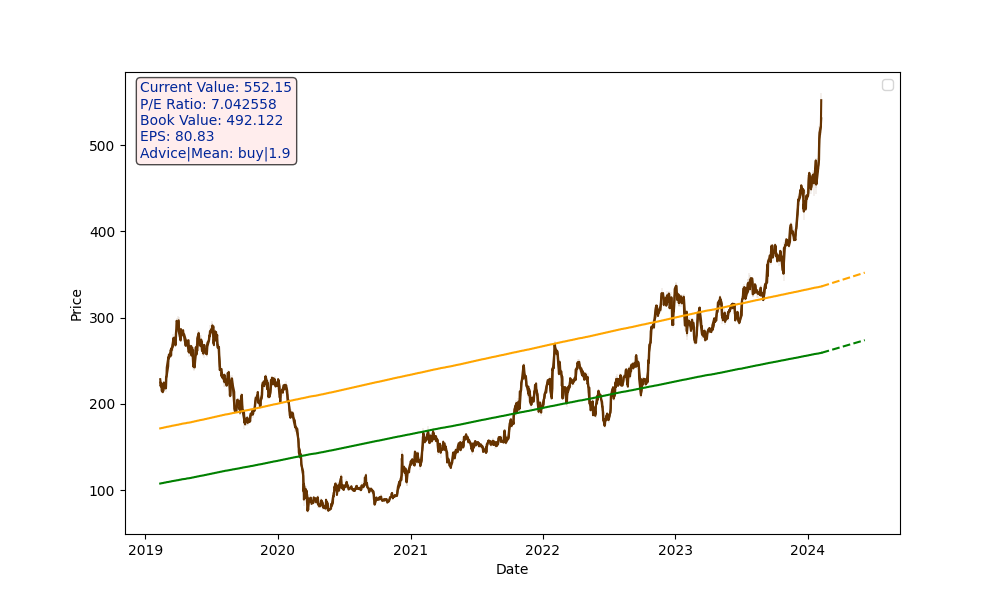 Current Value: 552.15
P/E Ratio: 7.042558
Book Value: 492.122
EPS: 80.83
Advice|Mean: buy|1.9
Price
500
400
300
200
100
2019 2020 2021 2022 2023 2024
Date